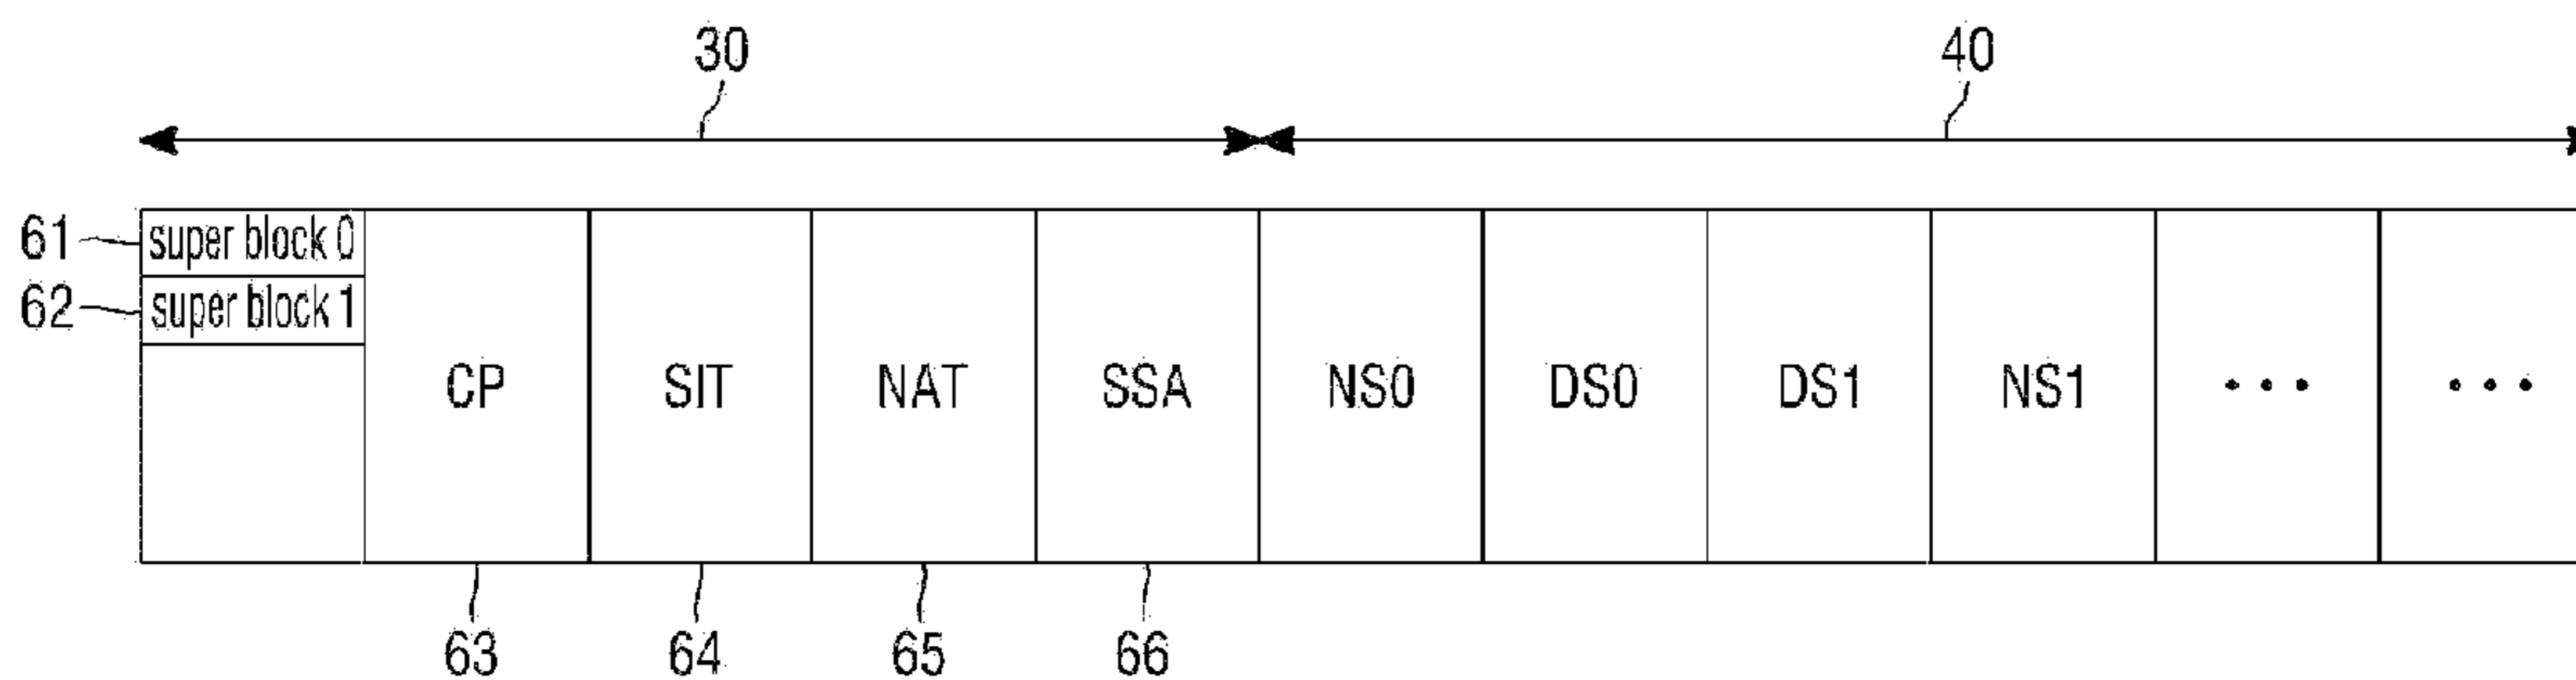 30 40
61 super block 0
62 super block 1
CP SIT NAT SSA NS0 DS0 DS1 NS1 ••• •••
63 64 65 66